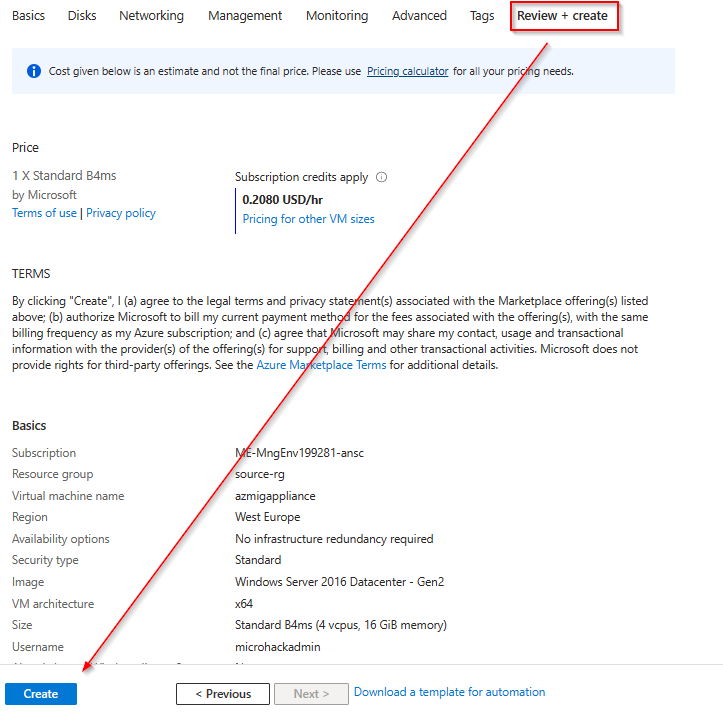 Basics Disks Networking Management Monitoring Advanced Tags Review + create
Cost given below is an estimate and not the final price. Please use Pricing calculator for all your pricing needs.
Price
1 X Standard B4ms
by Microsoft
Terms of use | Privacy policy
Subscription credits apply
0.2080 USD/hr
Pricing for other VM sizes
TERMS
By clicking "Create", I (a) agree to the legal terms and privacy statement(s) associated with the Marketplace offering(s) listed
above; (b) authorize Microsoft to bill my current payment method for the fees associated with the offering(s), with the same
billing frequency as my Azure subscription; and (c) agree that Microsoft may share my contact, usage and transactional
information with the provider(s) of the offering(s) for support, billing and other transactional activities. Microsoft does not
provide rights for third-party offerings. See the Azure Marketplace Terms for additional details.
Basics
Subscription ME-MngEnv199281-ansc
Resource group source-rg
Virtual machine name azmigappliance
Region West Europe
Availability options No infrastructure redundancy required
Security type Standard
Image Windows Server 2016 Datacenter - Gen2
VM architecture x64
Size Standard B4ms (4 vcpus, 16 GiB memory)
Username microhackadmin
Create < Previous Next > Download a template for automation